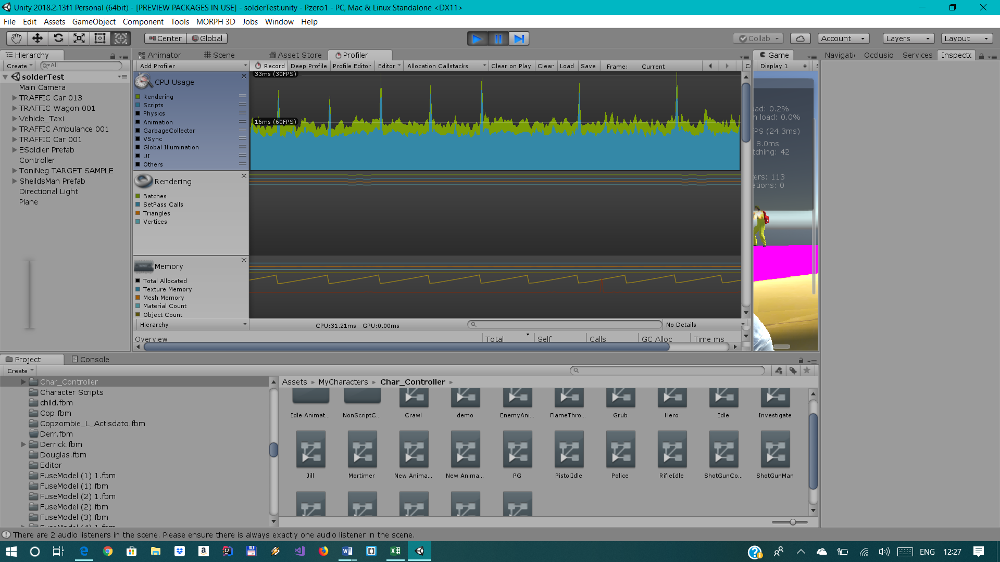 Unity 2018.2.13f1 Personal (64bit) - [PREVIEW PACKAGES IN USE] - solderTest.unity - Pzero1 - PC, Mac & Linux Standalone <DX11>
File Edit Assets GameObject Component Tools MORPH 3D Jobs Window Help
Center Global Collab Account Layers Layout
Hierarchy Animator Scene Asset Store Profiler Game Navigati Occlusio Services Inspectc
Create All Add Profiler Record Deep Profile Profile Editor Editor Allocation Callstacks Clear on Play Clear Load Save Frame: Current Display 1
solderTest
Main Camera
TRAFFIC Car 013
TRAFFIC Wagon 001
Vehicle_Taxi
TRAFFIC Ambulance 001
TRAFFIC Car 001
ESoldier Prefab
Controller
ToniNeg TARGET SAMPLE
SheildsMan Prefab
Directional Light
Plane
CPU Usage
Rendering
Scripts
Physics
Animation
GarbageCollector
VSync
Global Illumination
UI
Others
33ms (30FPS)
16ms (60FPS)
Rendering
Batches
SetPass Calls
Triangles
Vertices
Memory
Total Allocated
Texture Memory
Mesh Memory
Material Count
Object Count
Hierarchy CPU:31.21ms GPU:0.00ms No Details
Overview Total Self Calls GC Alloc Time ms
oad: 0.2%
n load: 0.0%
FPS (24.3ms)
8.0ms
tching: 42
ers: 113
ations: 0
Project Console
Create
Char_Controller
Character Scripts
child.fbm
Cop.fbm
Copzombie_L_Actisdato.fbm
Derr.fbm
Derrick.fbm
Douglas.fbm
Editor
FuseModel (1) 1.fbm
FuseModel (1).fbm
FuseModel (2) 1.fbm
FuseModel (2).fbm
FuseModel (3).fbm
FuseModel (4) 1.fbm
Assets MyCharacters Char_Controller
Idle Animat... NonScriptC... Crawl demo EnemyAni... FlameThro... Grub Hero Idle Investigate
Jill Mortimer New Anima... New Anima... PG PistolIdle Police RifleIdle ShotGunCo... ShotGunMan
There are 2 audio listeners in the scene. Please ensure there is always exactly one audio listener in the scene.
ENG 12:27